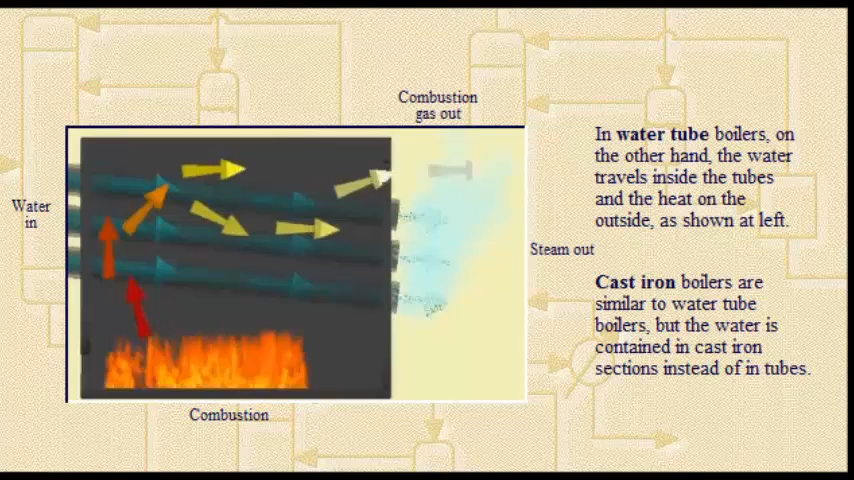 Combustion
gas out
Water
in
Steam out
Combustion
In water tube boilers, on
the other hand, the water
travels inside the tubes
and the heat on the
outside, as shown at left.
Cast iron boilers are
similar to water tube
boilers, but the water is
contained in cast iron
sections instead of in tubes.